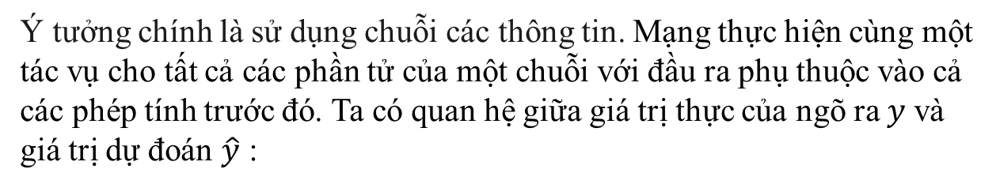 Ý tưởng chính là sử dụng chuỗi các thông tin. Mạng thực hiện cùng một
tác vụ cho tất cả các phần tử của một chuỗi với đầu ra phụ thuộc vào cả
các phép tính trước đó. Ta có quan hệ giữa giá trị thực của ngõ ra y và
giá trị dự đoán ŷ :